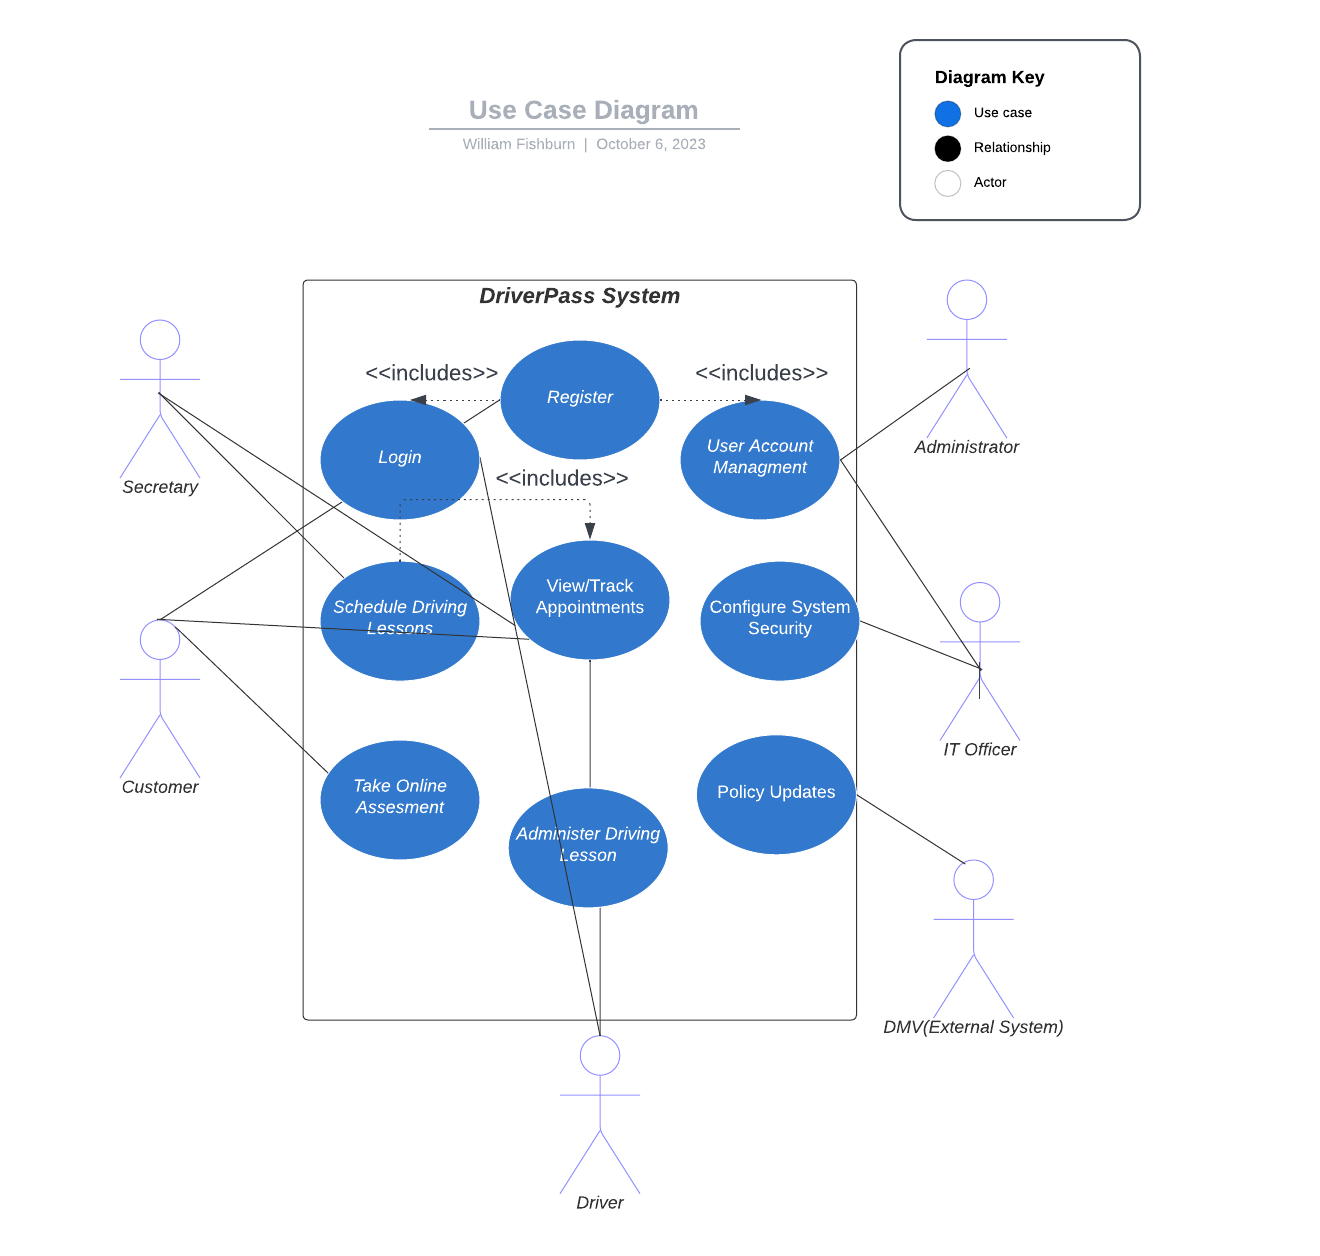 Use Case Diagram
William Fishburn | October 6, 2023
Diagram Key
Use case
Relationship
Actor
DriverPass System
<<includes>>
<<includes>>
Register
Login
User Account
Managment
<<includes>>
Administrator
Secretary
View/Track
Appointments
Schedule Driving
Lessons
Configure System
Security
IT Officer
Customer
Take Online
Assesment
Policy Updates
Administer Driving
Lesson
DMV(External System)
Driver